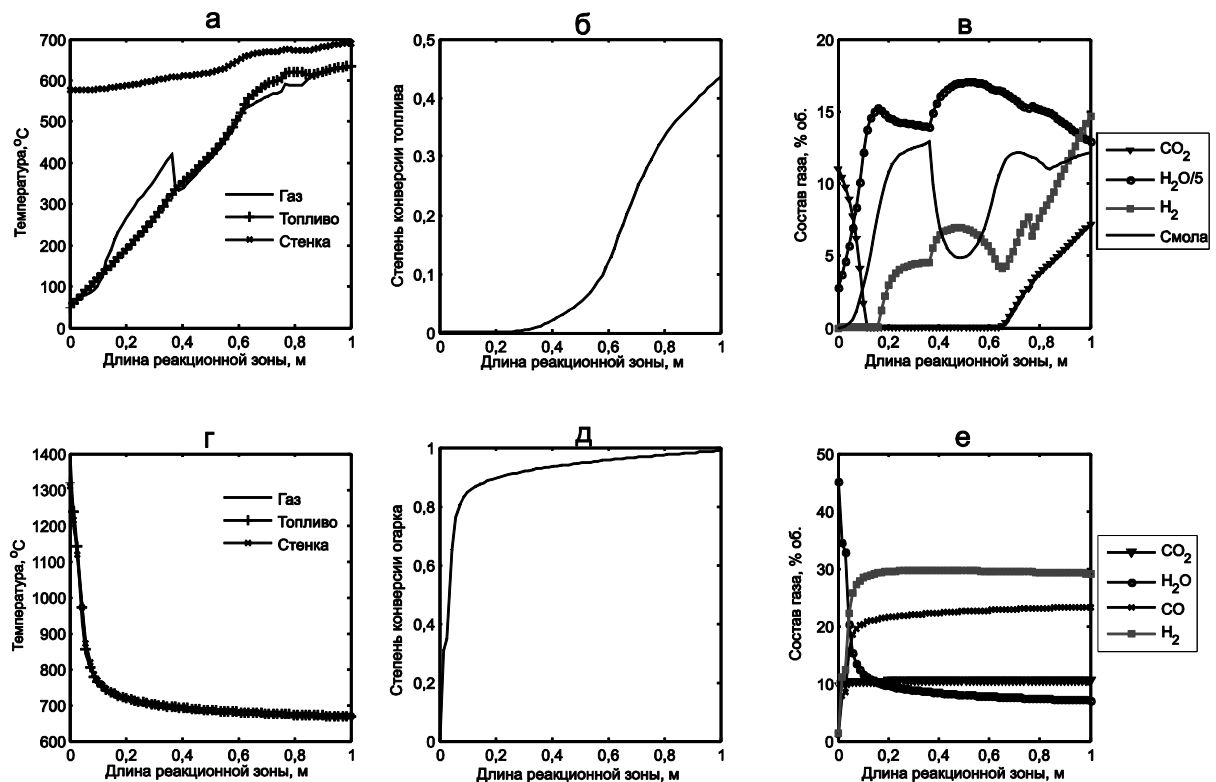 а
700
600
500
400
300
200
100
0
Температура,°С
Газ
Топливо
Стенка
0
0,2
0,4
0,6
0,8
1
Длина реакционной зоны, м
б
0,5
0,4
0,3
0,2
0,1
0
Степень конверсии топлива
0
0,2
0,4
0,6
0,8
1
Длина реакционной зоны, м
в
20
15
10
5
0
Состав газа, % об.
CO2
H2O/5
H2
Смола
0
0,2
0,4
0,6
0,,8
1
Длина реакционной зоны, м
г
1400
1300
1200
1100
1000
900
800
700
600
Температура,°С
Газ
Топливо
Стенка
0
0,2
0,4
0,6
0,8
1
Длина реакционной зоны, м
д
1
0,8
0,6
0,4
0,2
0
Степень конверсии огарка
0
0,2
0,4
0,6
0,8
1
Длина реакционной зоны, м
е
50
40
30
20
10
0
Состав газа, % об.
CO2
H2O
CO
H2
0
0,2
0,4
0,6
0,8
1
Длина реакционной зоны, м